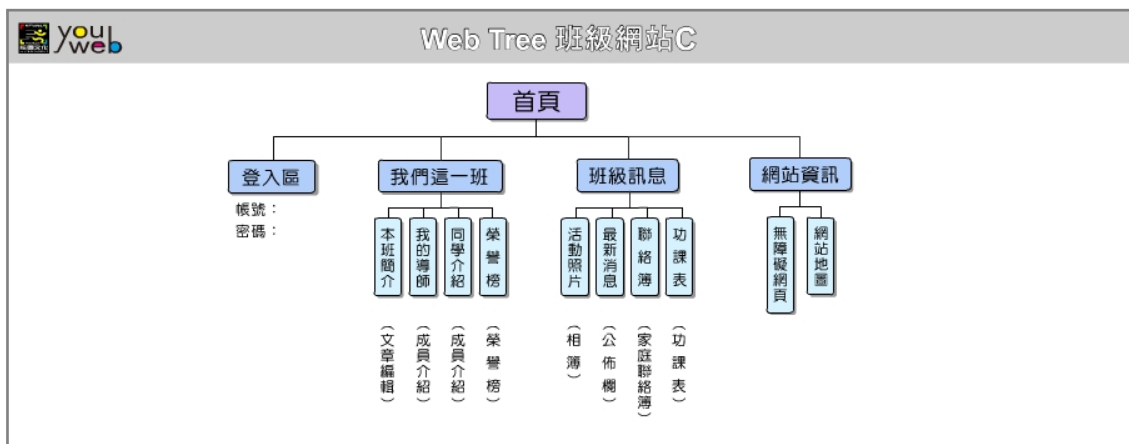 you web
Web Tree 班級網站C
首頁
登入區
帳號：
密碼：
我們這一班
本班簡介
我的導師
同學介紹
榮譽榜
（文章編輯）
（成員介紹）
（成員介紹）
（榮譽榜）
班級訊息
活動照片
最新消息
聯絡簿
功課表
（相簿）
（公佈欄）
（家庭聯絡簿）
（功課表）
網站資訊
無障礙網頁
網站地圖